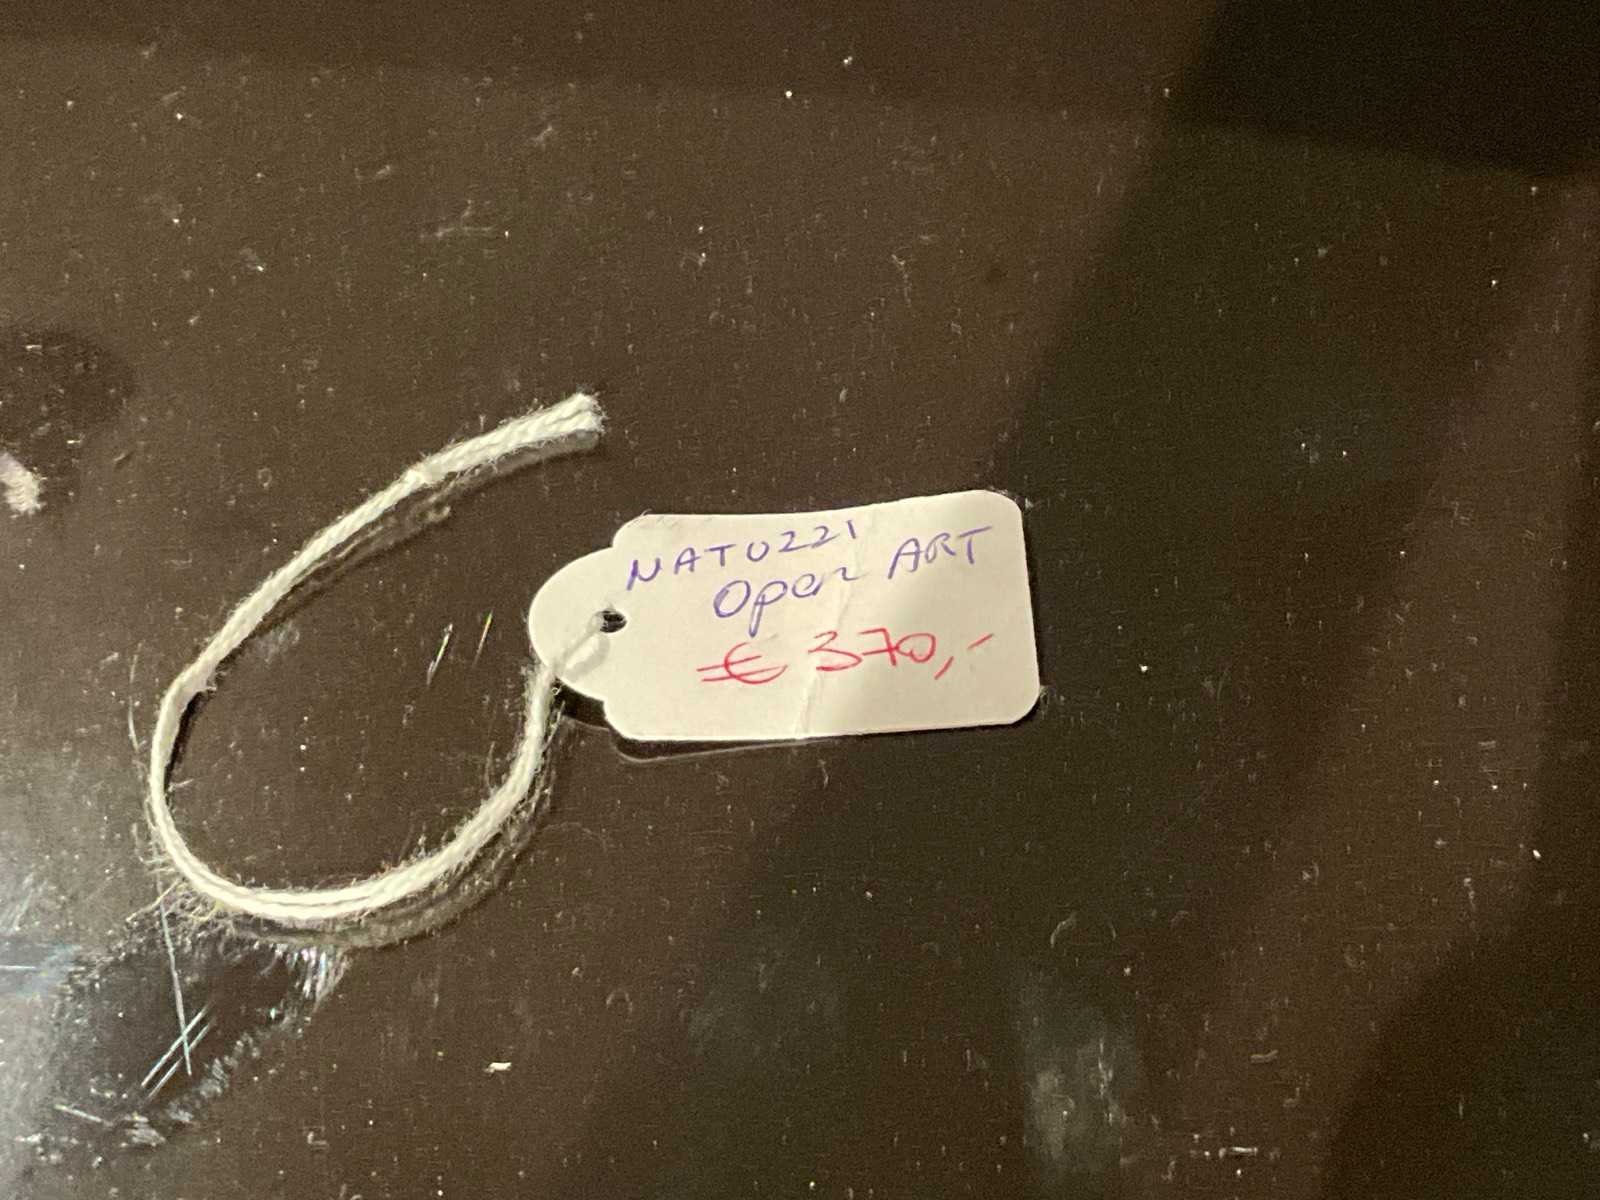 NATUZZI
Open ART
€ 370,-